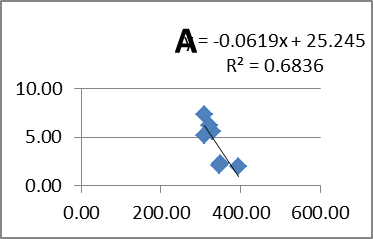 A y = -0.0619x + 25.245
R² = 0.6836
10.00
5.00
0.00
0.00 200.00 400.00 600.00